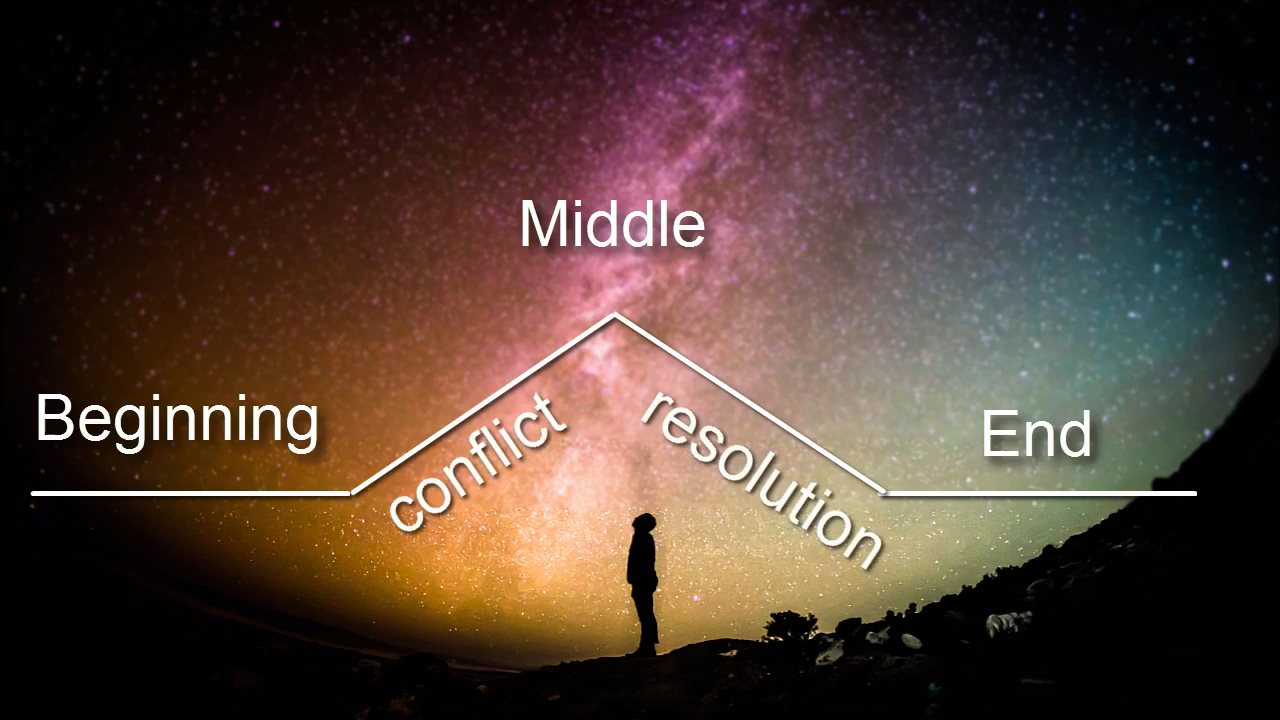 Middle
Beginning
conflict
resolution
End